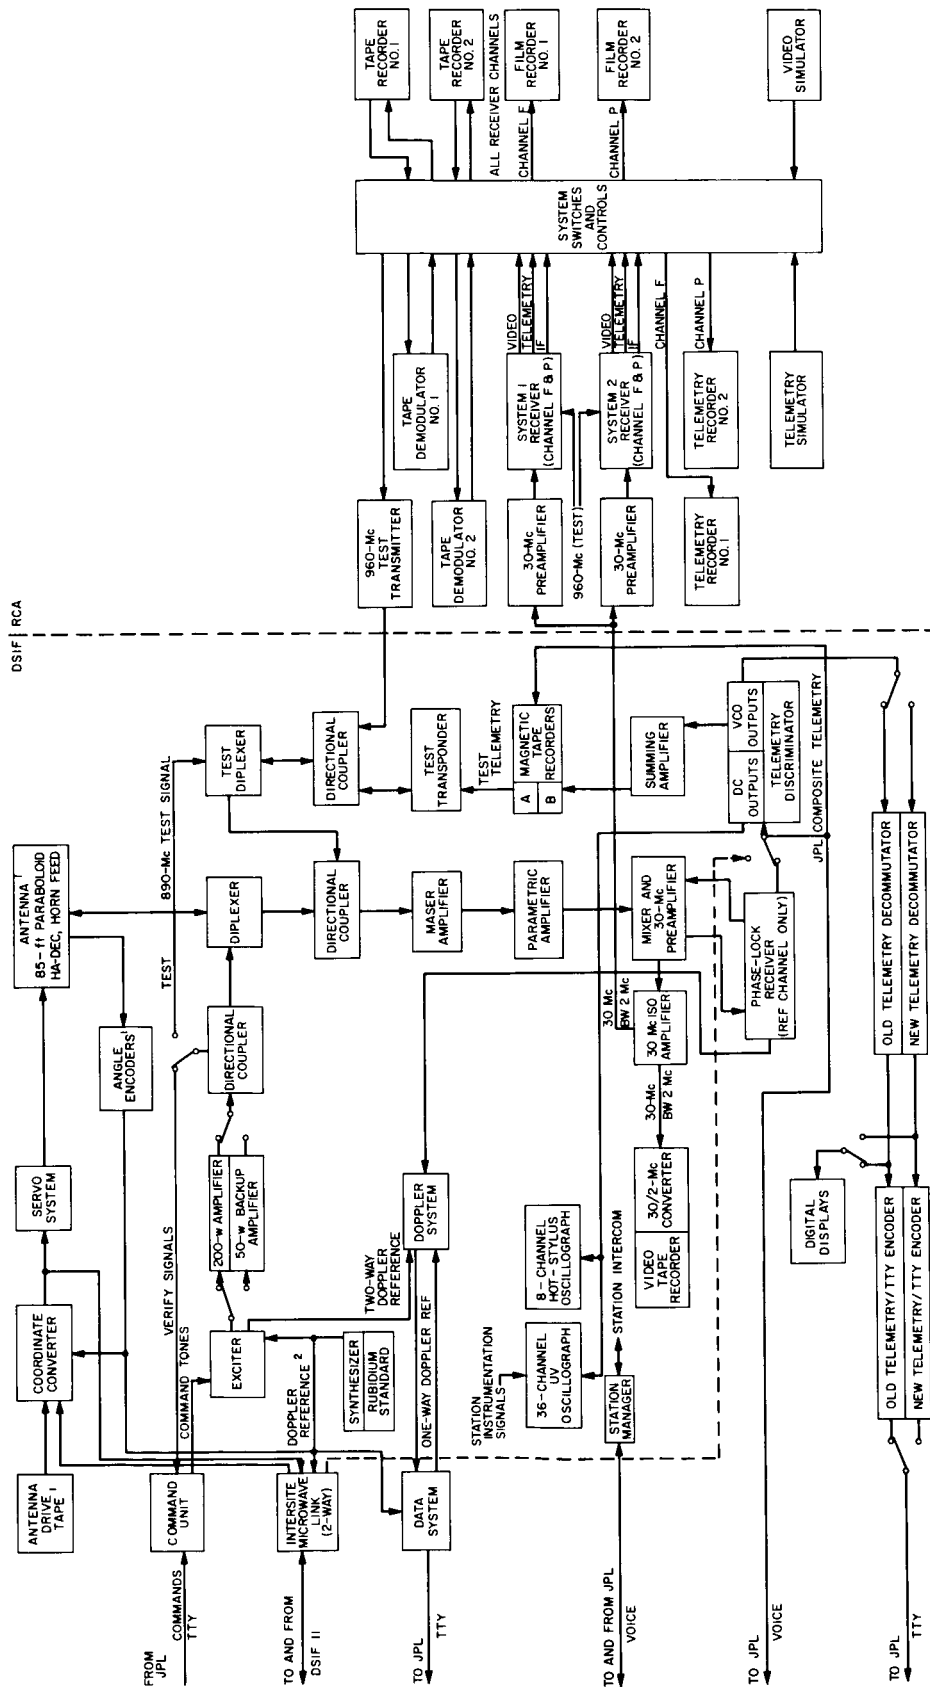 DSIF
RCA
ANTENNA 1
85-ft PARABOLOID
HA-DEC, HORN FEED
ANGLE
ENCODERS 1
SERVO
SYSTEM
COORDINATE
CONVERTER
ANTENNA
DRIVE
TAPE 1
TEST
890-Mc TEST SIGNAL
VERIFY SIGNALS
COMMAND TONES
COMMAND
UNIT
FROM
JPL
COMMANDS
TTY
TEST
DIPLEXER
DIPLEXER
DIRECTIONAL
COUPLER
200-w AMPLIFIER
50-w BACKUP
AMPLIFIER
EXCITER
DIRECTIONAL
COUPLER
DIRECTIONAL
COUPLER
960-Mc
TEST
TRANSMITTER
TEST
TRANSPONDER
TEST
TELEMETRY
MASER
AMPLIFIER
PARAMETRIC
AMPLIFIER
TWO-WAY
DOPPLER
REFERENCE
DOPPLER
REFERENCE 2
SYNTHESIZER
RUBIDIUM
STANDARD
INTERSITE
MICROWAVE
LINK
(2-WAY)
TO AND FROM
DSIF II
DOPPLER
SYSTEM
ONE-WAY DOPPLER REF
DATA
SYSTEM
TO JPL
TTY
A
B
MAGNETIC
TAPE
RECORDERS
SUMMING
AMPLIFIER
MIXER AND
30-Mc
PREAMPLIFIER
30 Mc
BW 2 Mc
30 Mc ISO
AMPLIFIER
30-Mc
BW 2 Mc
30/2-Mc
CONVERTER
VIDEO
TAPE
RECORDER
8-CHANNEL
HOT-STYLUS
OSCILLOGRAPH
36-CHANNEL
UV
OSCILLOGRAPH
STATION
INSTRUMENTATION
SIGNALS
STATION INTERCOM
STATION
MANAGER
TO AND FROM JPL
VOICE
DC
OUTPUTS
VCO
OUTPUTS
TELEMETRY
DISCRIMINATOR
PHASE-LOCK
RECEIVER
(REF CHANNEL ONLY)
JPL COMPOSITE TELEMETRY
TO JPL
VOICE
OLD TELEMETRY DECOMMUTATOR
NEW TELEMETRY DECOMMUTATOR
DIGITAL
DISPLAYS
OLD TELEMETRY/TTY ENCODER
NEW TELEMETRY/TTY ENCODER
TO JPL
TTY
TAPE
RECORDER
NO. 1
TAPE
RECORDER
NO. 2
ALL RECEIVER CHANNELS
FILM
RECORDER
NO. 1
CHANNEL F
FILM
RECORDER
NO. 2
CHANNEL P
VIDEO
SIMULATOR
SYSTEM
SWITCHES
AND
CONTROLS
TAPE
DEMODULATOR
NO. 1
TAPE
DEMODULATOR
NO. 2
VIDEO
TELEMETRY
IF
SYSTEM 1
RECEIVER
(CHANNEL F & P)
30-Mc
PREAMPLIFIER
960-Mc (TEST)
VIDEO
TELEMETRY
IF
SYSTEM 2
RECEIVER
(CHANNEL F & P)
30-Mc
PREAMPLIFIER
CHANNEL F
CHANNEL P
TELEMETRY
RECORDER
NO. 2
TELEMETRY
RECORDER
NO. 1
TELEMETRY
SIMULATOR